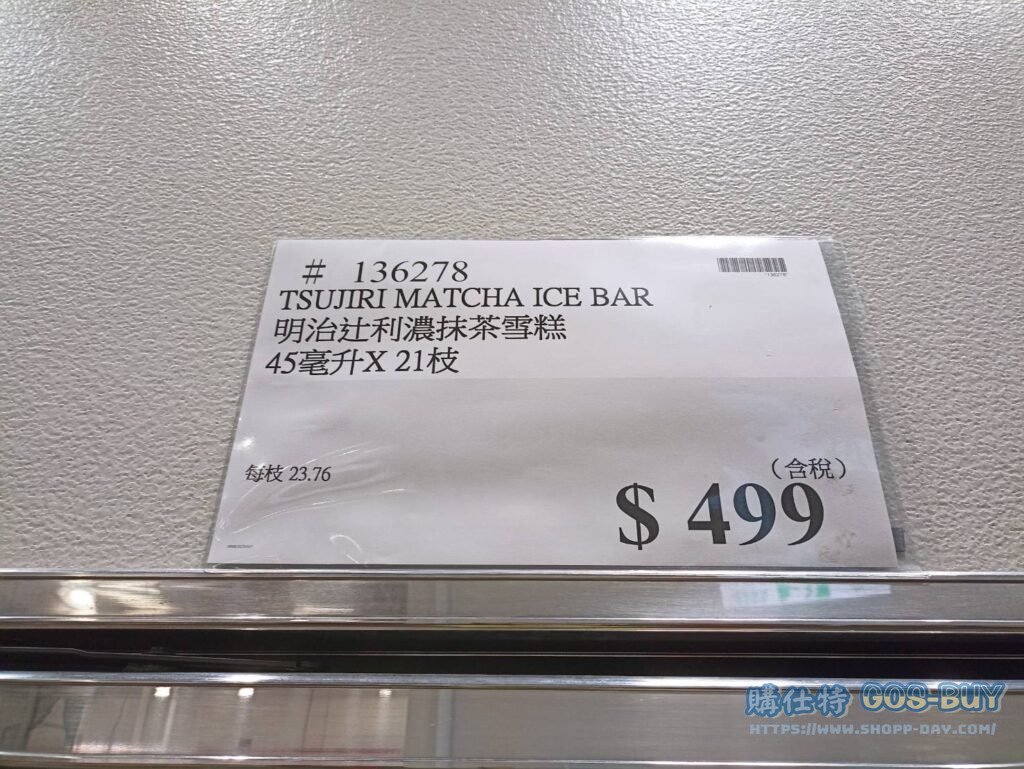 # 136278
*136278*
TSUJIRI MATCHA ICE BAR
明治辻利濃抹茶雪糕
45毫升X 21枝
每枝 23.76
(含稅)
$ 499
購仕特 GOS-BUY
HTTPS://WWW.SHOPP-DAY.COM/